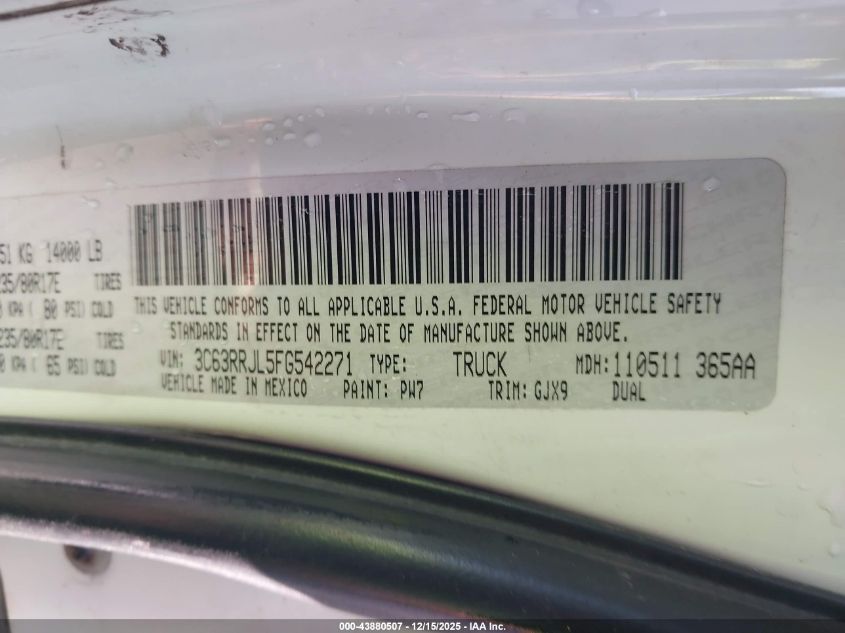 51 KG 14000 LB
235/80R17E TIRES
KPA ( 80 PSI) COLD
235/80R17E TIRES
0 KPA ( 65 PSI) COLD
THIS VEHICLE CONFORMS TO ALL APPLICABLE U.S.A. FEDERAL MOTOR VEHICLE SAFETY
STANDARDS IN EFFECT ON THE DATE OF MANUFACTURE SHOWN ABOVE.
VIN: 3C63RRJL5FG542271 TYPE: TRUCK MDH: 110511 365AA
VEHICLE MADE IN MEXICO PAINT: PW7 TRIM: GJX9 DUAL
000-43880507 - 12/15/2025 - IAA Inc.